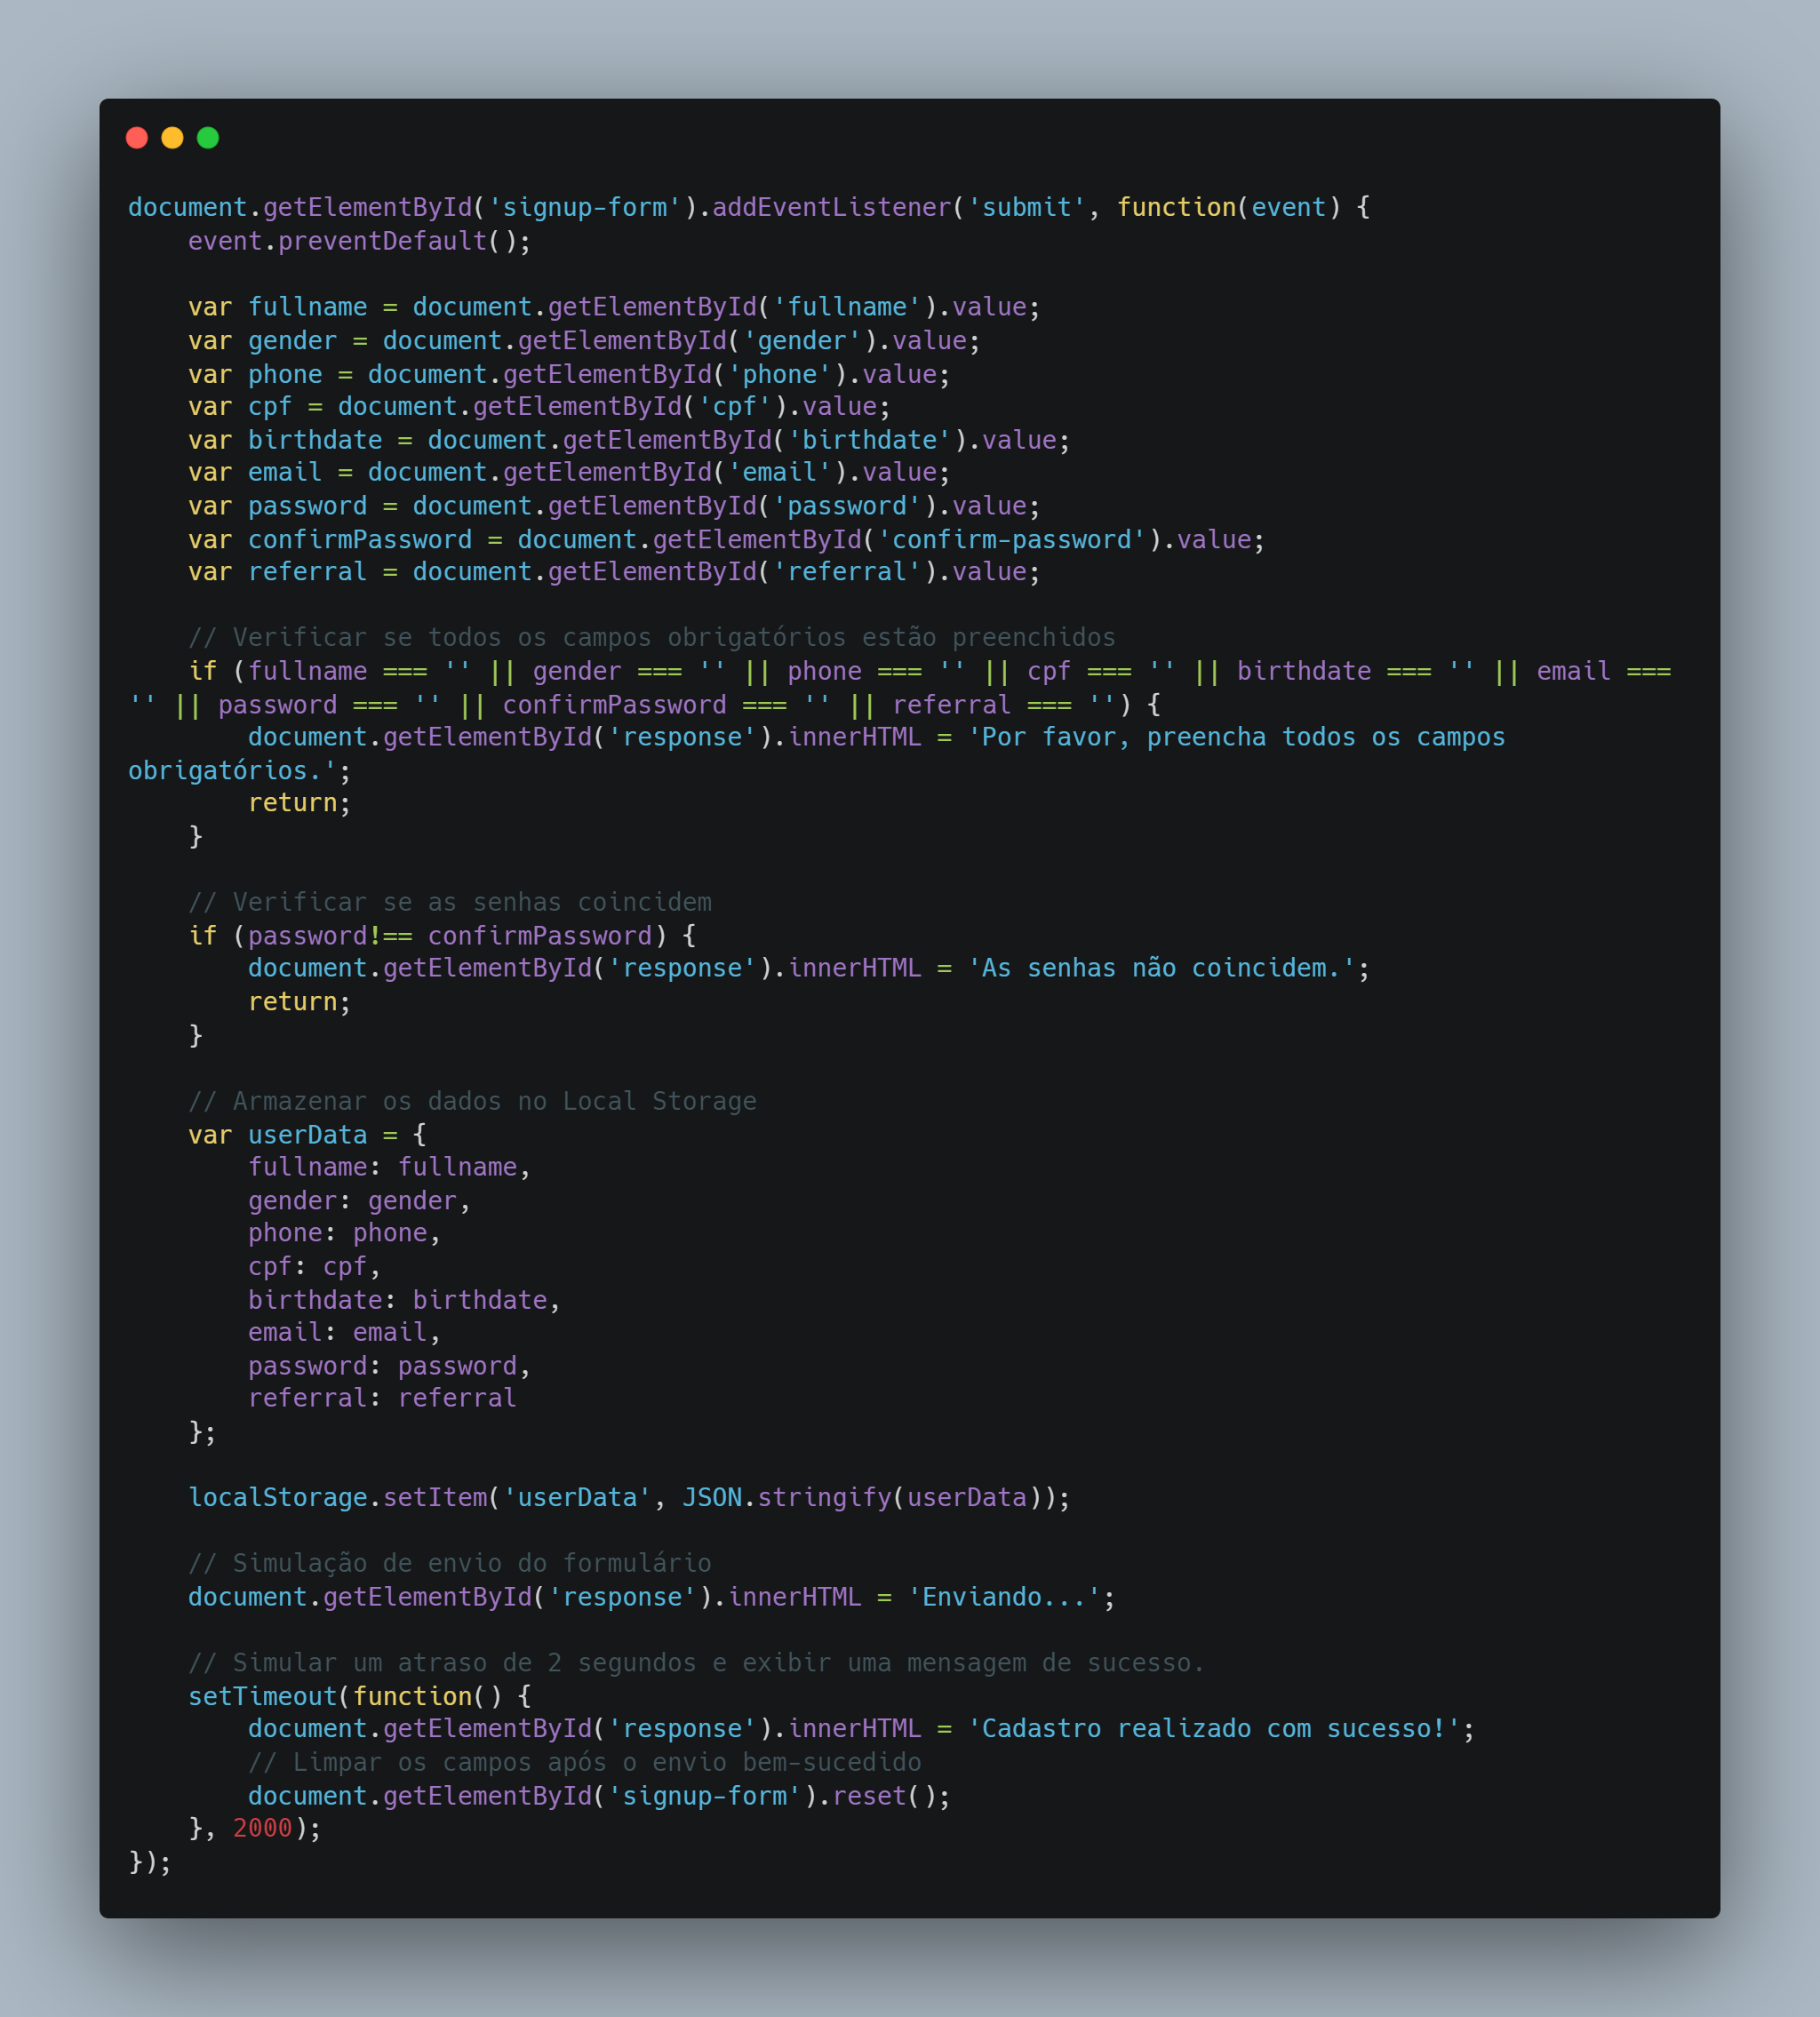 document.getElementById('signup-form').addEventListener('submit', function(event) {
    event.preventDefault();

    var fullname = document.getElementById('fullname').value;
    var gender = document.getElementById('gender').value;
    var phone = document.getElementById('phone').value;
    var cpf = document.getElementById('cpf').value;
    var birthdate = document.getElementById('birthdate').value;
    var email = document.getElementById('email').value;
    var password = document.getElementById('password').value;
    var confirmPassword = document.getElementById('confirm-password').value;
    var referral = document.getElementById('referral').value;

    // Verificar se todos os campos obrigatórios estão preenchidos
    if (fullname === '' || gender === '' || phone === '' || cpf === '' || birthdate === '' || email ===
'' || password === '' || confirmPassword === '' || referral === '') {
        document.getElementById('response').innerHTML = 'Por favor, preencha todos os campos
obrigatórios.';
        return;
    }

    // Verificar se as senhas coincidem
    if (password!== confirmPassword) {
        document.getElementById('response').innerHTML = 'As senhas não coincidem.';
        return;
    }

    // Armazenar os dados no Local Storage
    var userData = {
        fullname: fullname,
        gender: gender,
        phone: phone,
        cpf: cpf,
        birthdate: birthdate,
        email: email,
        password: password,
        referral: referral
    };

    localStorage.setItem('userData', JSON.stringify(userData));

    // Simulação de envio do formulário
    document.getElementById('response').innerHTML = 'Enviando...';

    // Simular um atraso de 2 segundos e exibir uma mensagem de sucesso.
    setTimeout(function() {
        document.getElementById('response').innerHTML = 'Cadastro realizado com sucesso!';
        // Limpar os campos após o envio bem-sucedido
        document.getElementById('signup-form').reset();
    }, 2000);
});